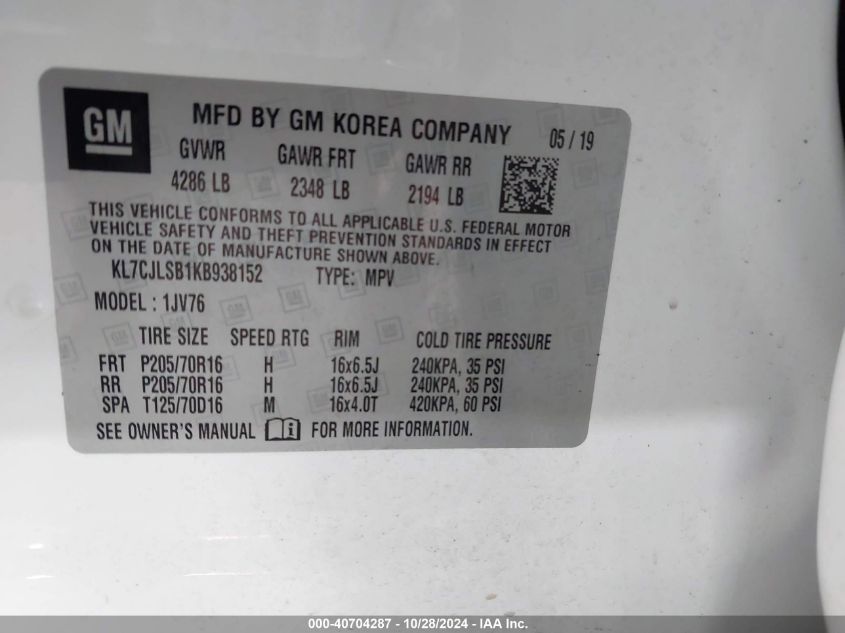 GM
MFD BY GM KOREA COMPANY 05 / 19
GVWR GAWR FRT GAWR RR
4286 LB 2348 LB 2194 LB
THIS VEHICLE CONFORMS TO ALL APPLICABLE U.S. FEDERAL MOTOR
VEHICLE SAFETY AND THEFT PREVENTION STANDARDS IN EFFECT
ON THE DATE OF MANUFACTURE SHOWN ABOVE.
KL7CJLSB1KB938152 TYPE: MPV
MODEL : 1JV76
TIRE SIZE SPEED RTG RIM COLD TIRE PRESSURE
FRT P205/70R16 H 16x6.5J 240KPA, 35 PSI
RR P205/70R16 H 16x6.5J 240KPA, 35 PSI
SPA T125/70D16 M 16x4.0T 420KPA, 60 PSI
SEE OWNER'S MANUAL FOR MORE INFORMATION.
000-40704287 - 10/28/2024 - IAA Inc.